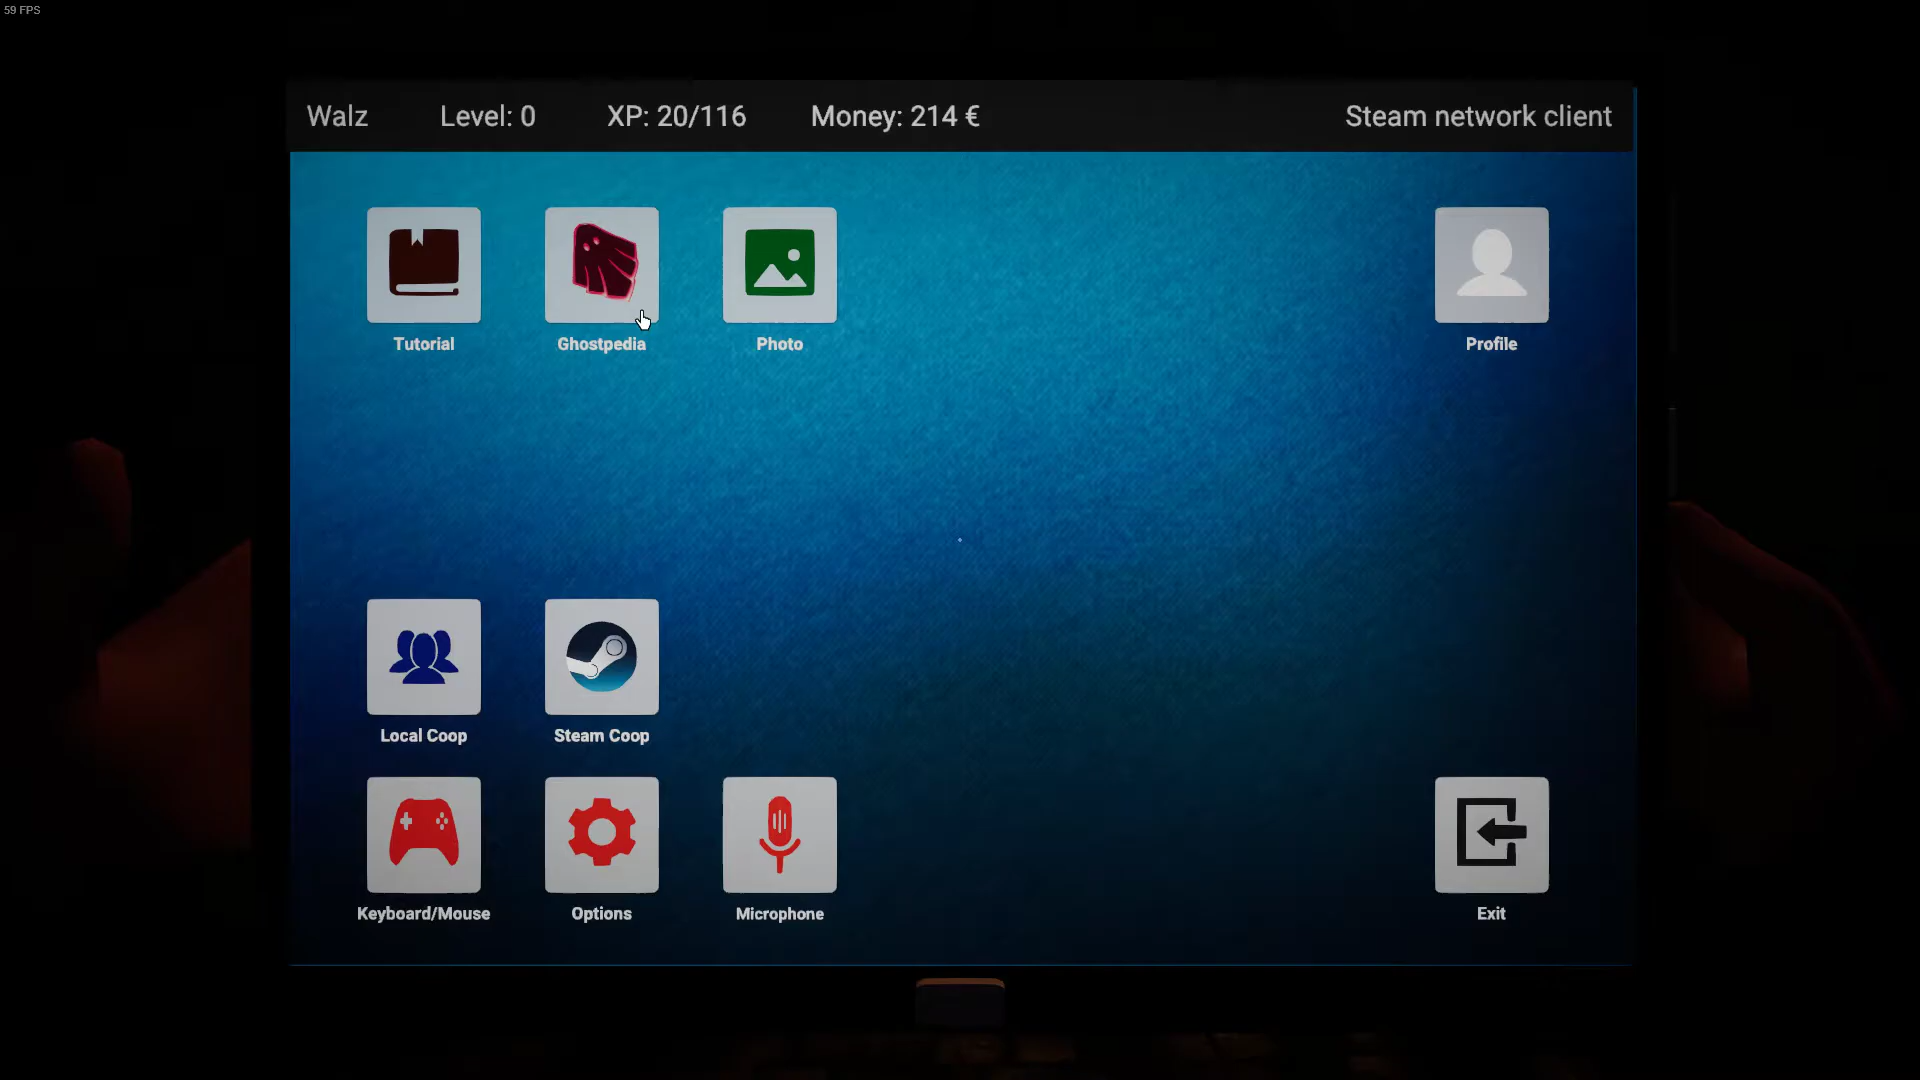 59 FPS
Walz Level: 0 XP: 20/116 Money: 214 € Steam network client
Tutorial Ghostpedia Photo Profile
Local Coop Steam Coop
Keyboard/Mouse Options Microphone Exit